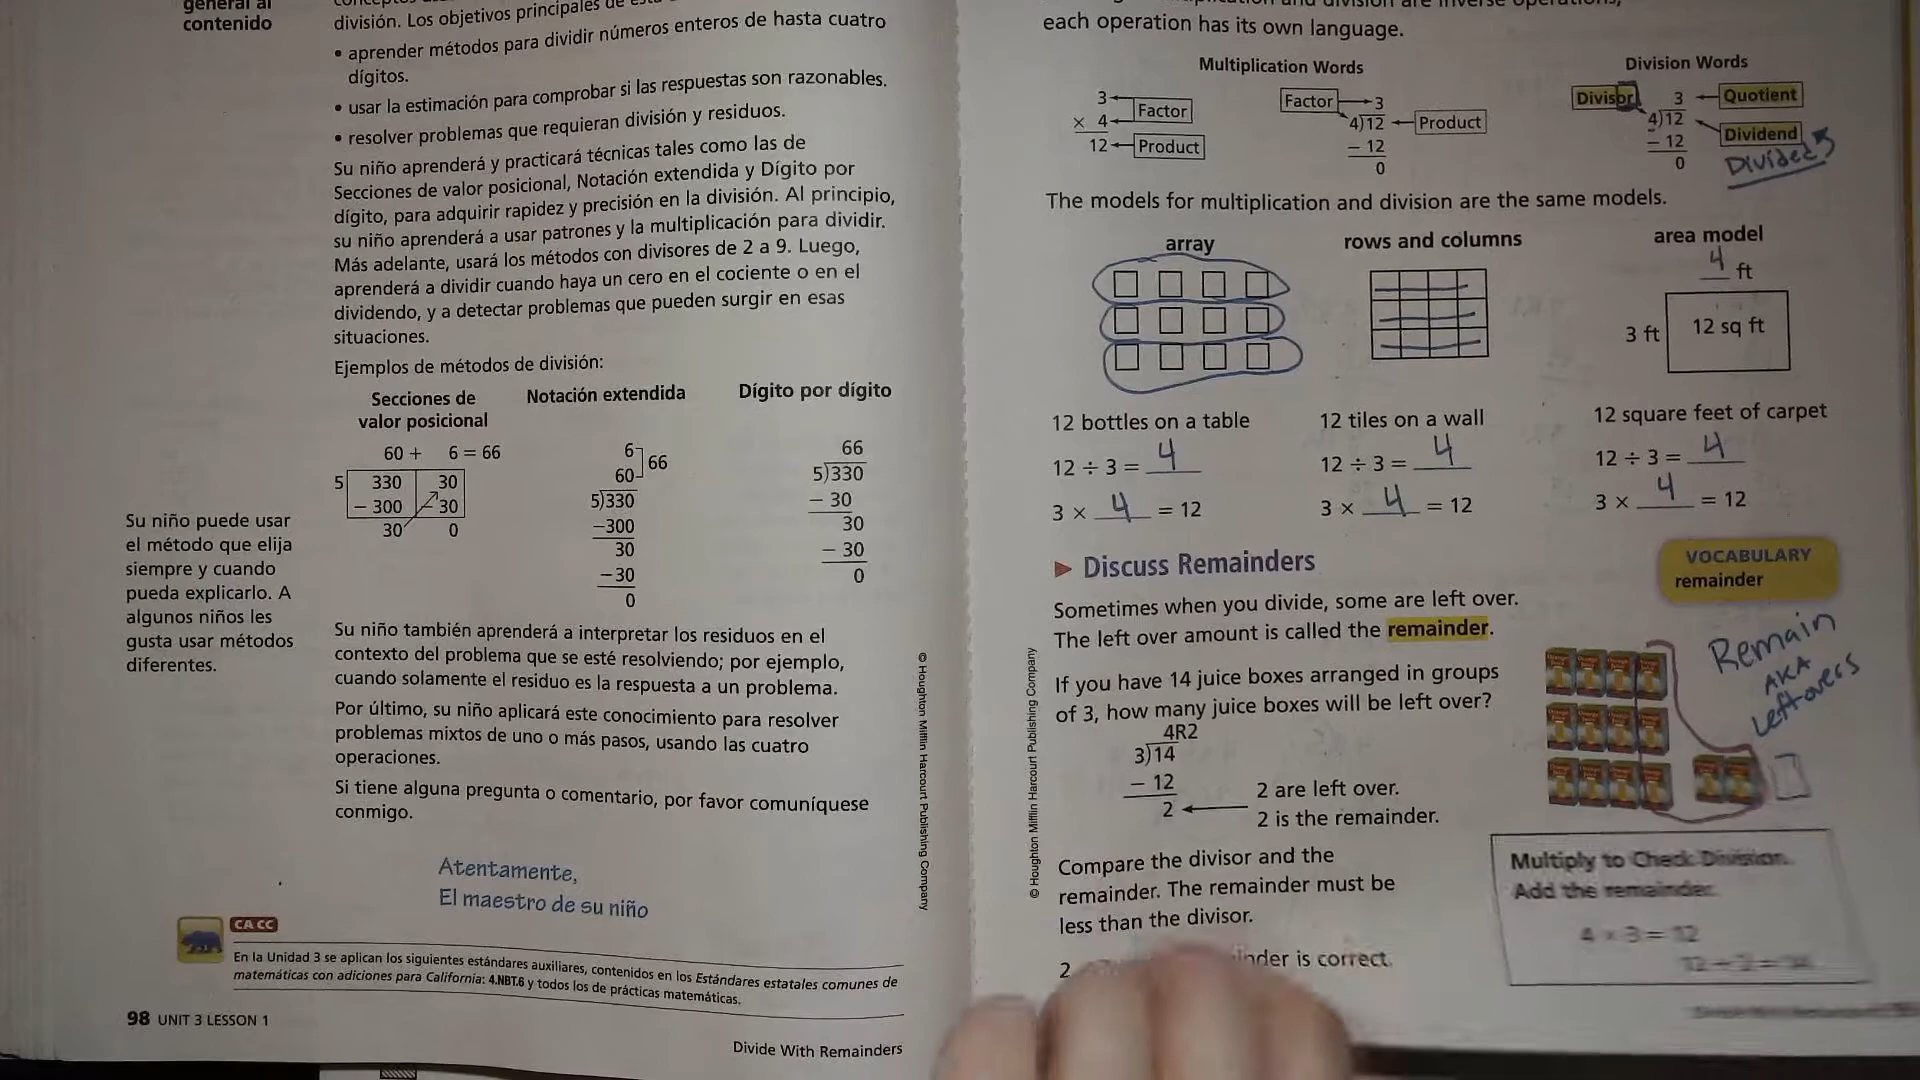 general al
contenido
división. Los objetivos principales de
• aprender métodos para dividir números enteros de hasta cuatro
dígitos.
• usar la estimación para comprobar si las respuestas son razonables.
• resolver problemas que requieran división y residuos.
Su niño aprenderá y practicará técnicas tales como las de
Secciones de valor posicional, Notación extendida y Dígito por
dígito, para adquirir rapidez y precisión en la división. Al principio,
su niño aprenderá a usar patrones y la multiplicación para dividir.
Más adelante, usará los métodos con divisores de 2 a 9. Luego,
aprenderá a dividir cuando haya un cero en el cociente o en el
dividendo, y a detectar problemas que pueden surgir en esas
situaciones.
Ejemplos de métodos de división:
Secciones de
valor posicional
60 + 6 = 66
5 330 30
– 300 – 30
30 0
Notación extendida
6
60 66
5)330
–300
30
–30
0
Dígito por dígito
66
5)330
– 30
30
– 30
0
Su niño puede usar
el método que elija
siempre y cuando
pueda explicarlo. A
algunos niños les
gusta usar métodos
diferentes.
Su niño también aprenderá a interpretar los residuos en el
contexto del problema que se esté resolviendo; por ejemplo,
cuando solamente el residuo es la respuesta a un problema.
Por último, su niño aplicará este conocimiento para resolver
problemas mixtos de uno o más pasos, usando las cuatro
operaciones.
Si tiene alguna pregunta o comentario, por favor comuníquese
conmigo.
Atentamente,
El maestro de su niño
CA CC
En la Unidad 3 se aplican los siguientes estándares auxiliares, contenidos en los Estándares estatales comunes de
matemáticas con adiciones para California: 4.NBT.6 y todos los de prácticas matemáticas.
98 UNIT 3 LESSON 1
Divide With Remainders
© Houghton Mifflin Harcourt Publishing Company
© Houghton Mifflin Harcourt Publishing Company
each operation has its own language.
Multiplication Words
3 Factor
× 4
12 Product
Factor 3
4)12 Product
– 12
0
Division Words
Divisor 3 Quotient
4)12 Dividend
– 12
0
Divided
The models for multiplication and division are the same models.
array
rows and columns
area model
4 ft
3 ft 12 sq ft
12 bottles on a table
12 ÷ 3 = 4
3 × 4 = 12
12 tiles on a wall
12 ÷ 3 = 4
3 × 4 = 12
12 square feet of carpet
12 ÷ 3 = 4
3 × 4 = 12
► Discuss Remainders
VOCABULARY
remainder
Sometimes when you divide, some are left over.
The left over amount is called the remainder.
Remain
AKA
Leftovers
If you have 14 juice boxes arranged in groups
of 3, how many juice boxes will be left over?
4R2
3)14
– 12
2
2 are left over.
2 is the remainder.
Compare the divisor and the
remainder. The remainder must be
less than the divisor.
2
is correct.
Multiply to Check Division.
Add the remainder.
4 × 3 = 12